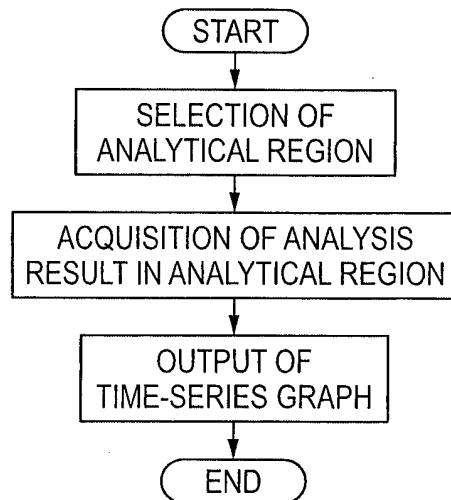 START
SELECTION OF
ANALYTICAL REGION
ACQUISITION OF ANALYSIS
RESULT IN ANALYTICAL REGION
OUTPUT OF
TIME-SERIES GRAPH
END